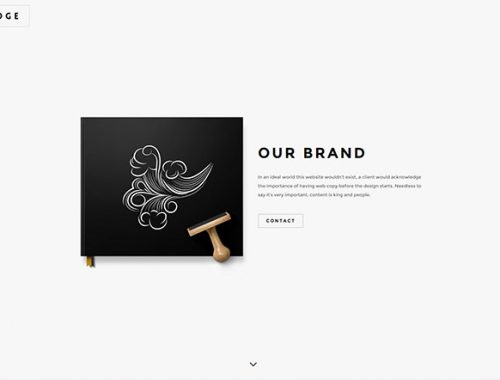 DGE
OUR BRAND
In an ideal world this website wouldn't exist, a client would acknowledge
the importance of having web copy before the design starts. Needless to
say it's very important, content is king and people.
CONTACT